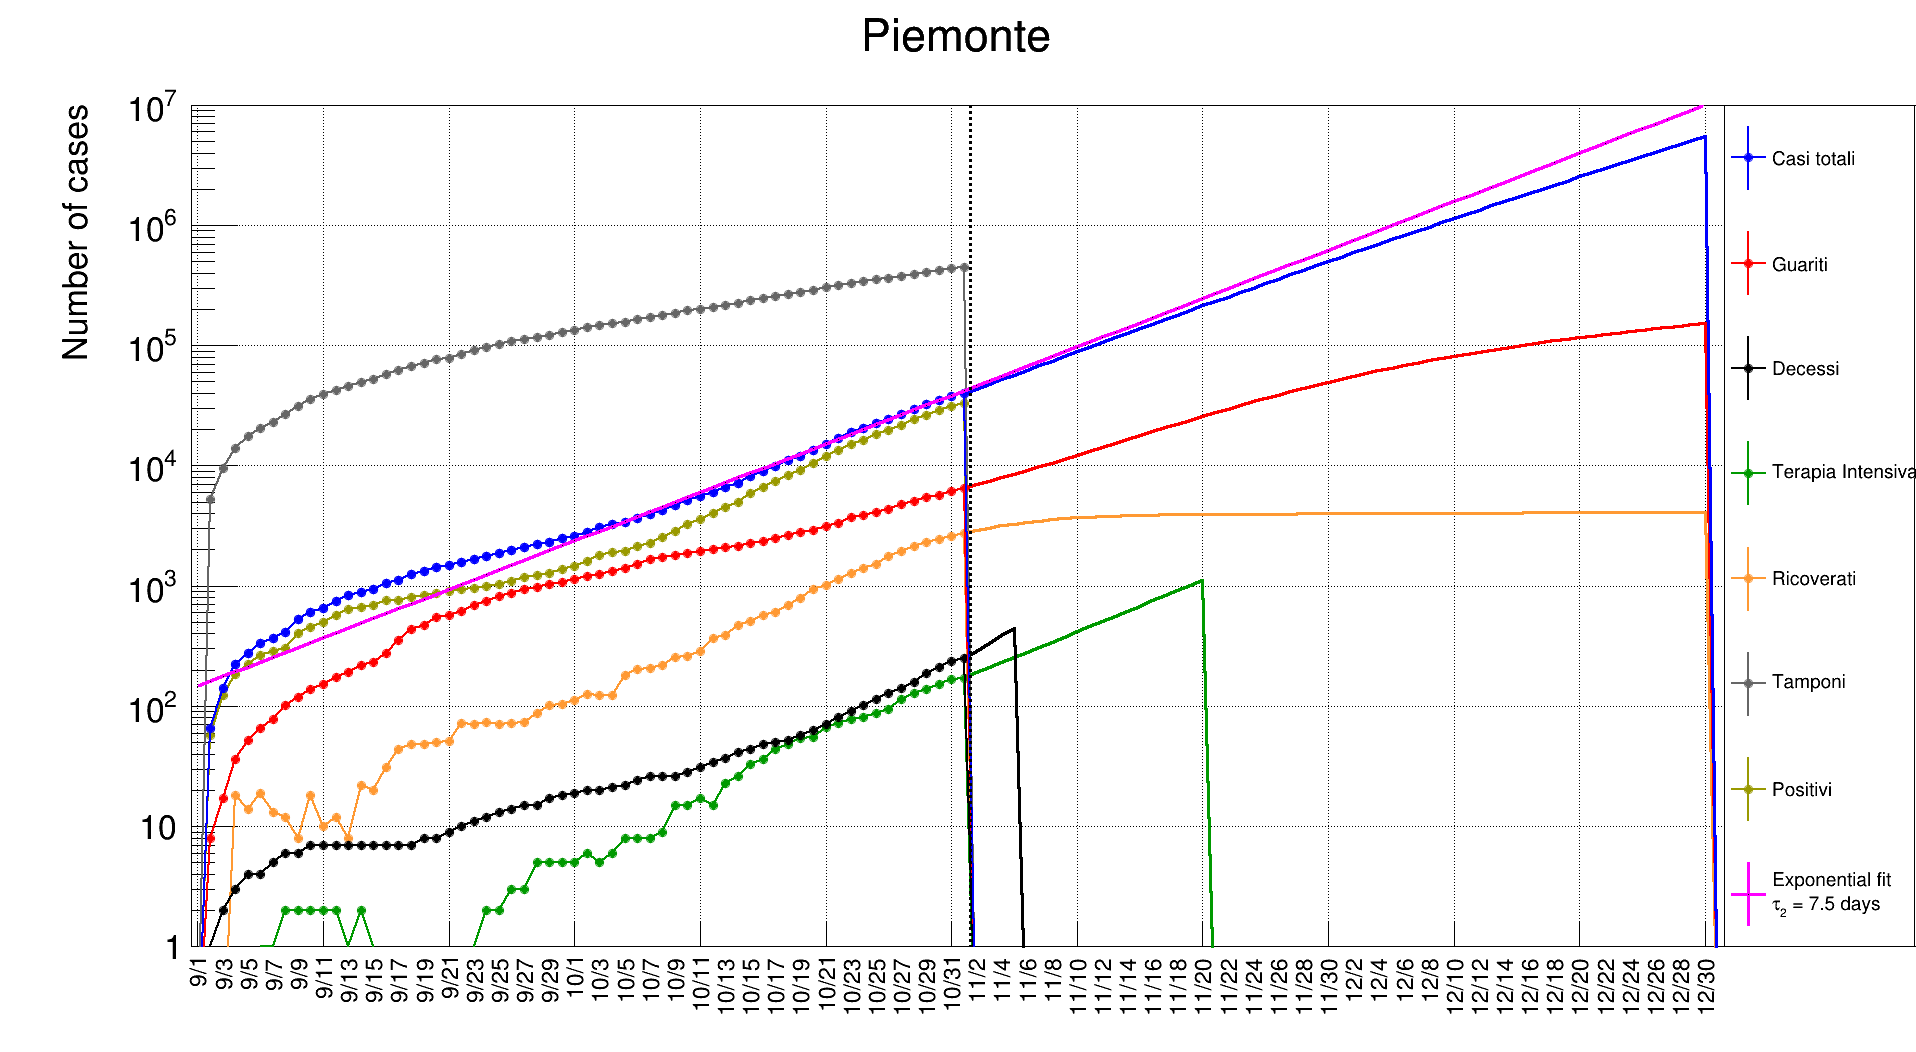 Piemonte
Number of cases
10^7
10^6
10^5
10^4
10^3
10^2
10
1
9/1 9/3 9/5 9/7 9/9 9/11 9/13 9/15 9/17 9/19 9/21 9/23 9/25 9/27 9/29 10/1 10/3 10/5 10/7 10/9 10/11 10/13 10/15 10/17 10/19 10/21 10/23 10/25 10/27 10/29 10/31 11/2 11/4 11/6 11/8 11/10 11/12 11/14 11/16 11/18 11/20 11/22 11/24 11/26 11/28 11/30 12/2 12/4 12/6 12/8 12/10 12/12 12/14 12/16 12/18 12/20 12/22 12/24 12/26 12/28 12/30
Casi totali
Guariti
Decessi
Terapia Intensiva
Ricoverati
Tamponi
Positivi
Exponential fit
τ₂ = 7.5 days